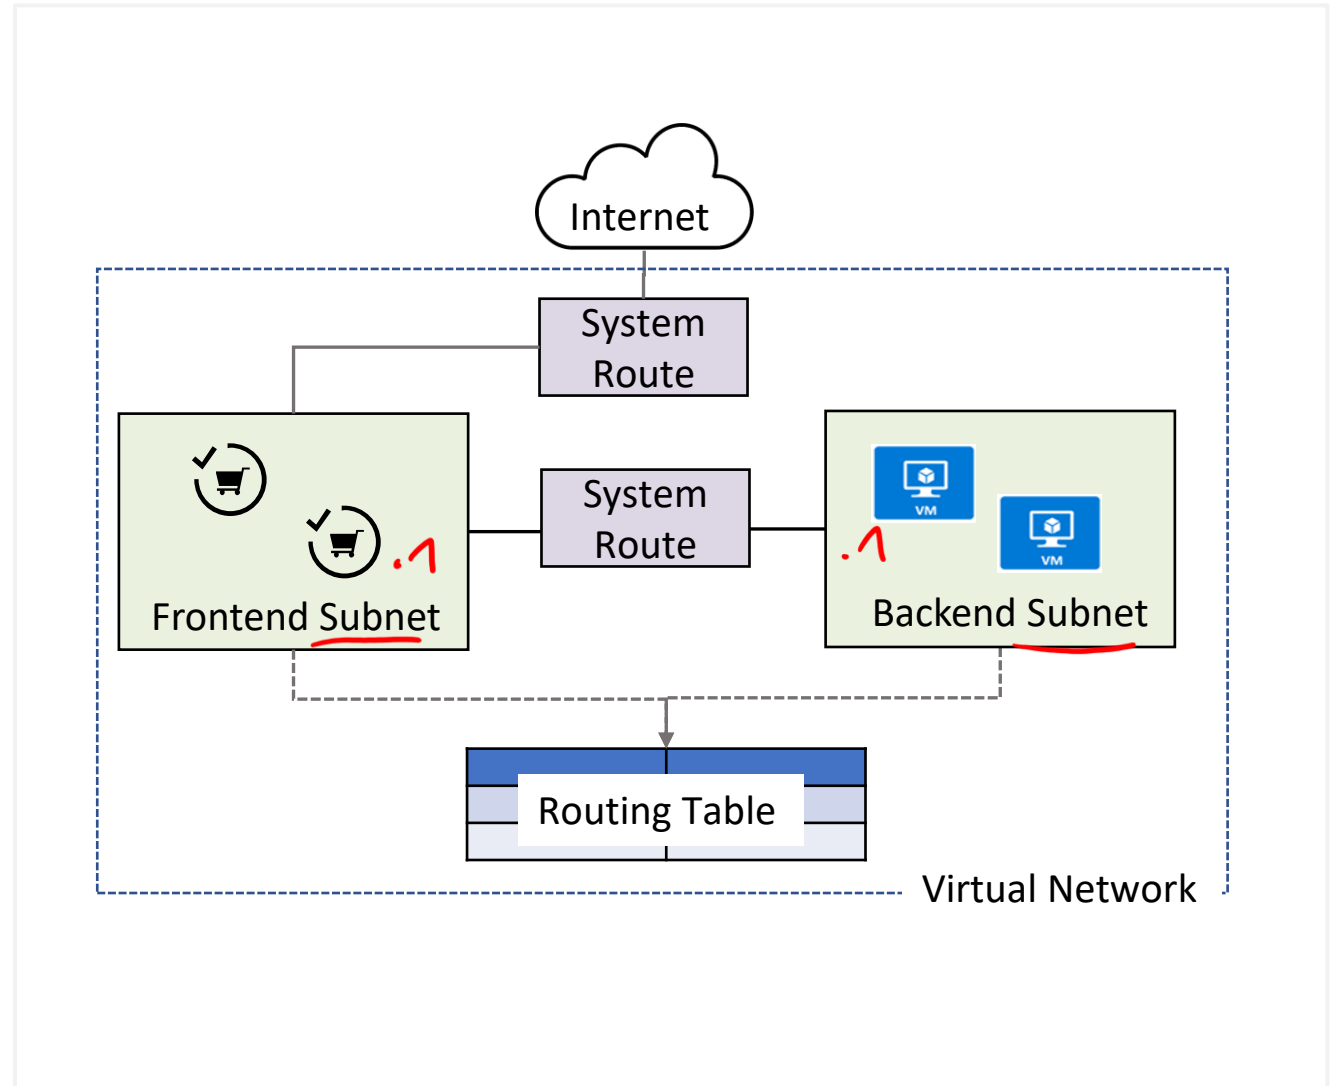 Internet
System
Route
System
Route
VM
VM
.1
.1
Frontend Subnet
Backend Subnet
Routing Table
Virtual Network